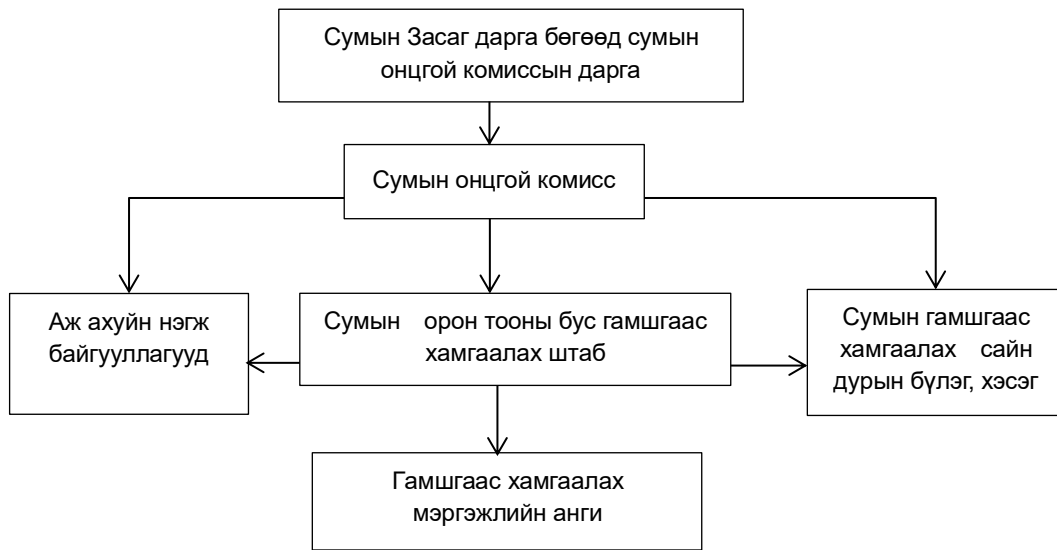 Сумын Засаг дарга бөгөөд сумын
онцгой комиссын дарга
Сумын онцгой комисс
Аж ахуйн нэгж
байгууллагууд
Сумын орон тооны бус гамшгаас
хамгаалах штаб
Сумын гамшгаас
хамгаалах сайн
дурын бүлэг, хэсэг
Гамшгаас хамгаалах
мэргэжлийн анги